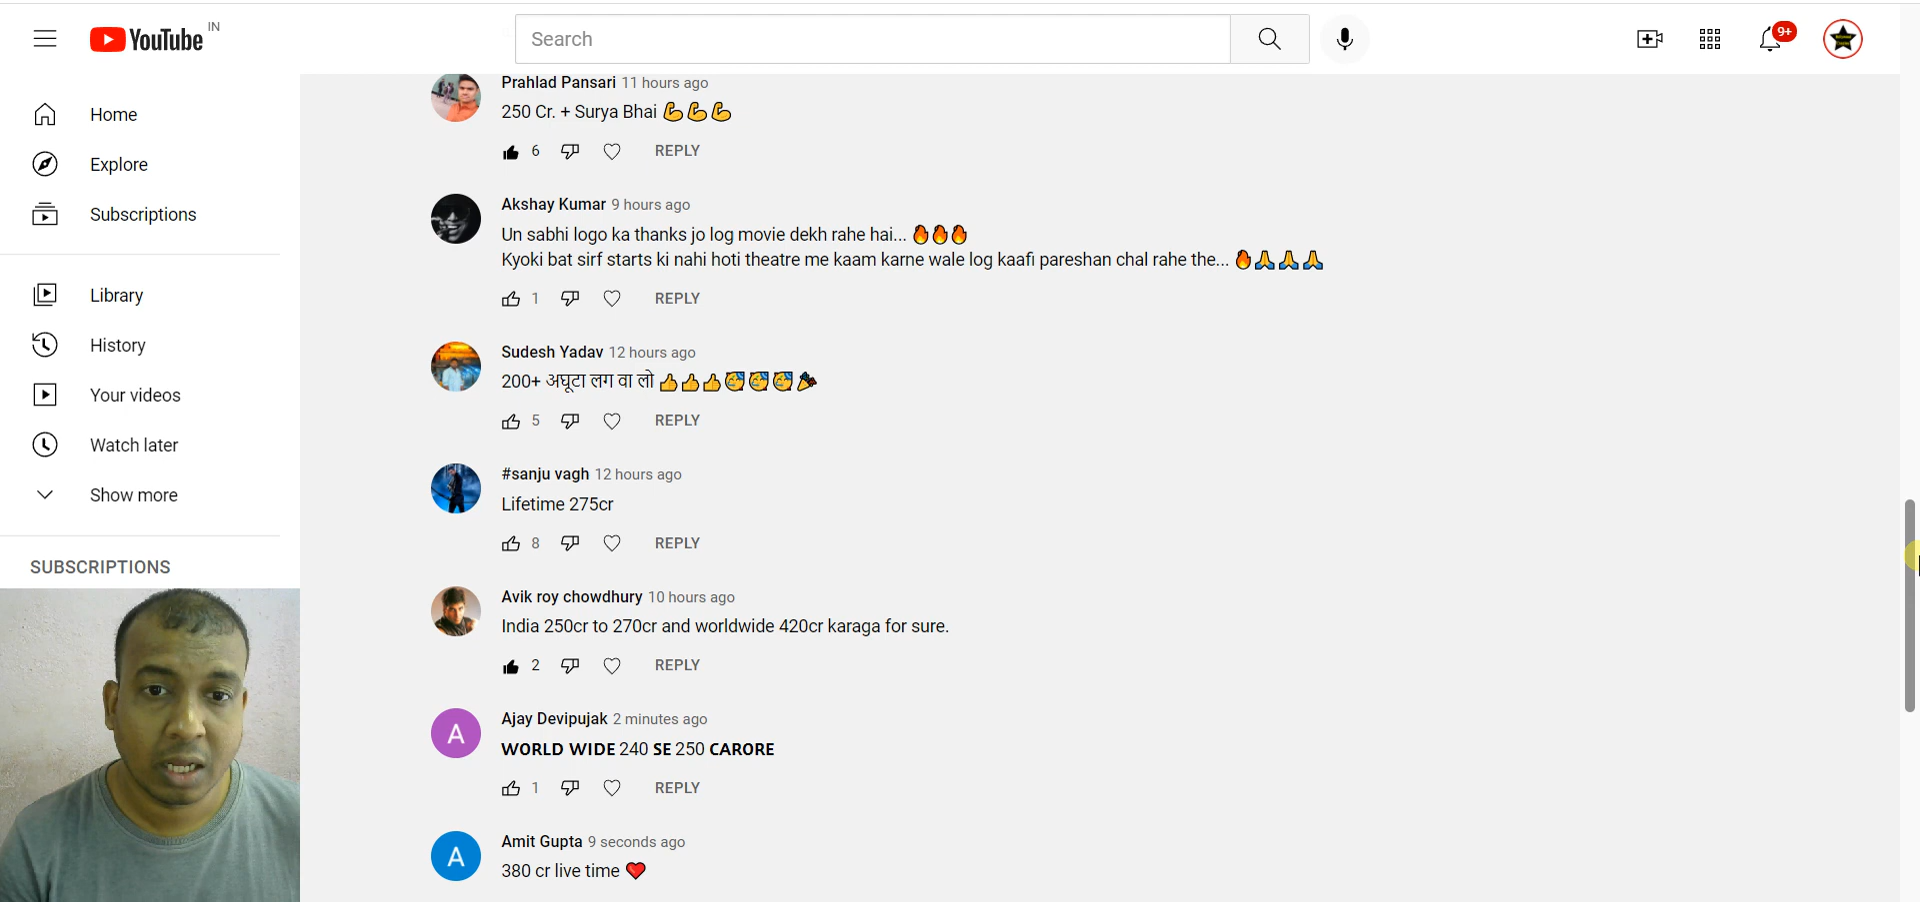 YouTube IN
Search
9+
Home
Explore
Subscriptions
Library
History
Your videos
Watch later
Show more
SUBSCRIPTIONS
Prahlad Pansari 11 hours ago
250 Cr. + Surya Bhai 💪💪💪
6 REPLY
Akshay Kumar 9 hours ago
Un sabhi logo ka thanks jo log movie dekh rahe hai... 🔥🔥🔥
Kyoki bat sirf starts ki nahi hoti theatre me kaam karne wale log kaafi pareshan chal rahe the... 🔥🙏🙏🙏
1 REPLY
Sudesh Yadav 12 hours ago
200+ अघूटा लग वा लो 👍👍👍🥳🥳🥳🎉
5 REPLY
#sanju vagh 12 hours ago
Lifetime 275cr
8 REPLY
Avik roy chowdhury 10 hours ago
India 250cr to 270cr and worldwide 420cr karaga for sure.
2 REPLY
Ajay Devipujak 2 minutes ago
WORLD WIDE 240 SE 250 CARORE
1 REPLY
Amit Gupta 9 seconds ago
380 cr live time ❤️
A
A